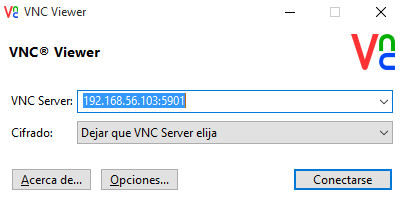 VNC Viewer
VNC® Viewer
VNC
VNC Server: 192.168.56.103:5901
Cifrado: Dejar que VNC Server elija
Acerca de... Opciones... Conectarse